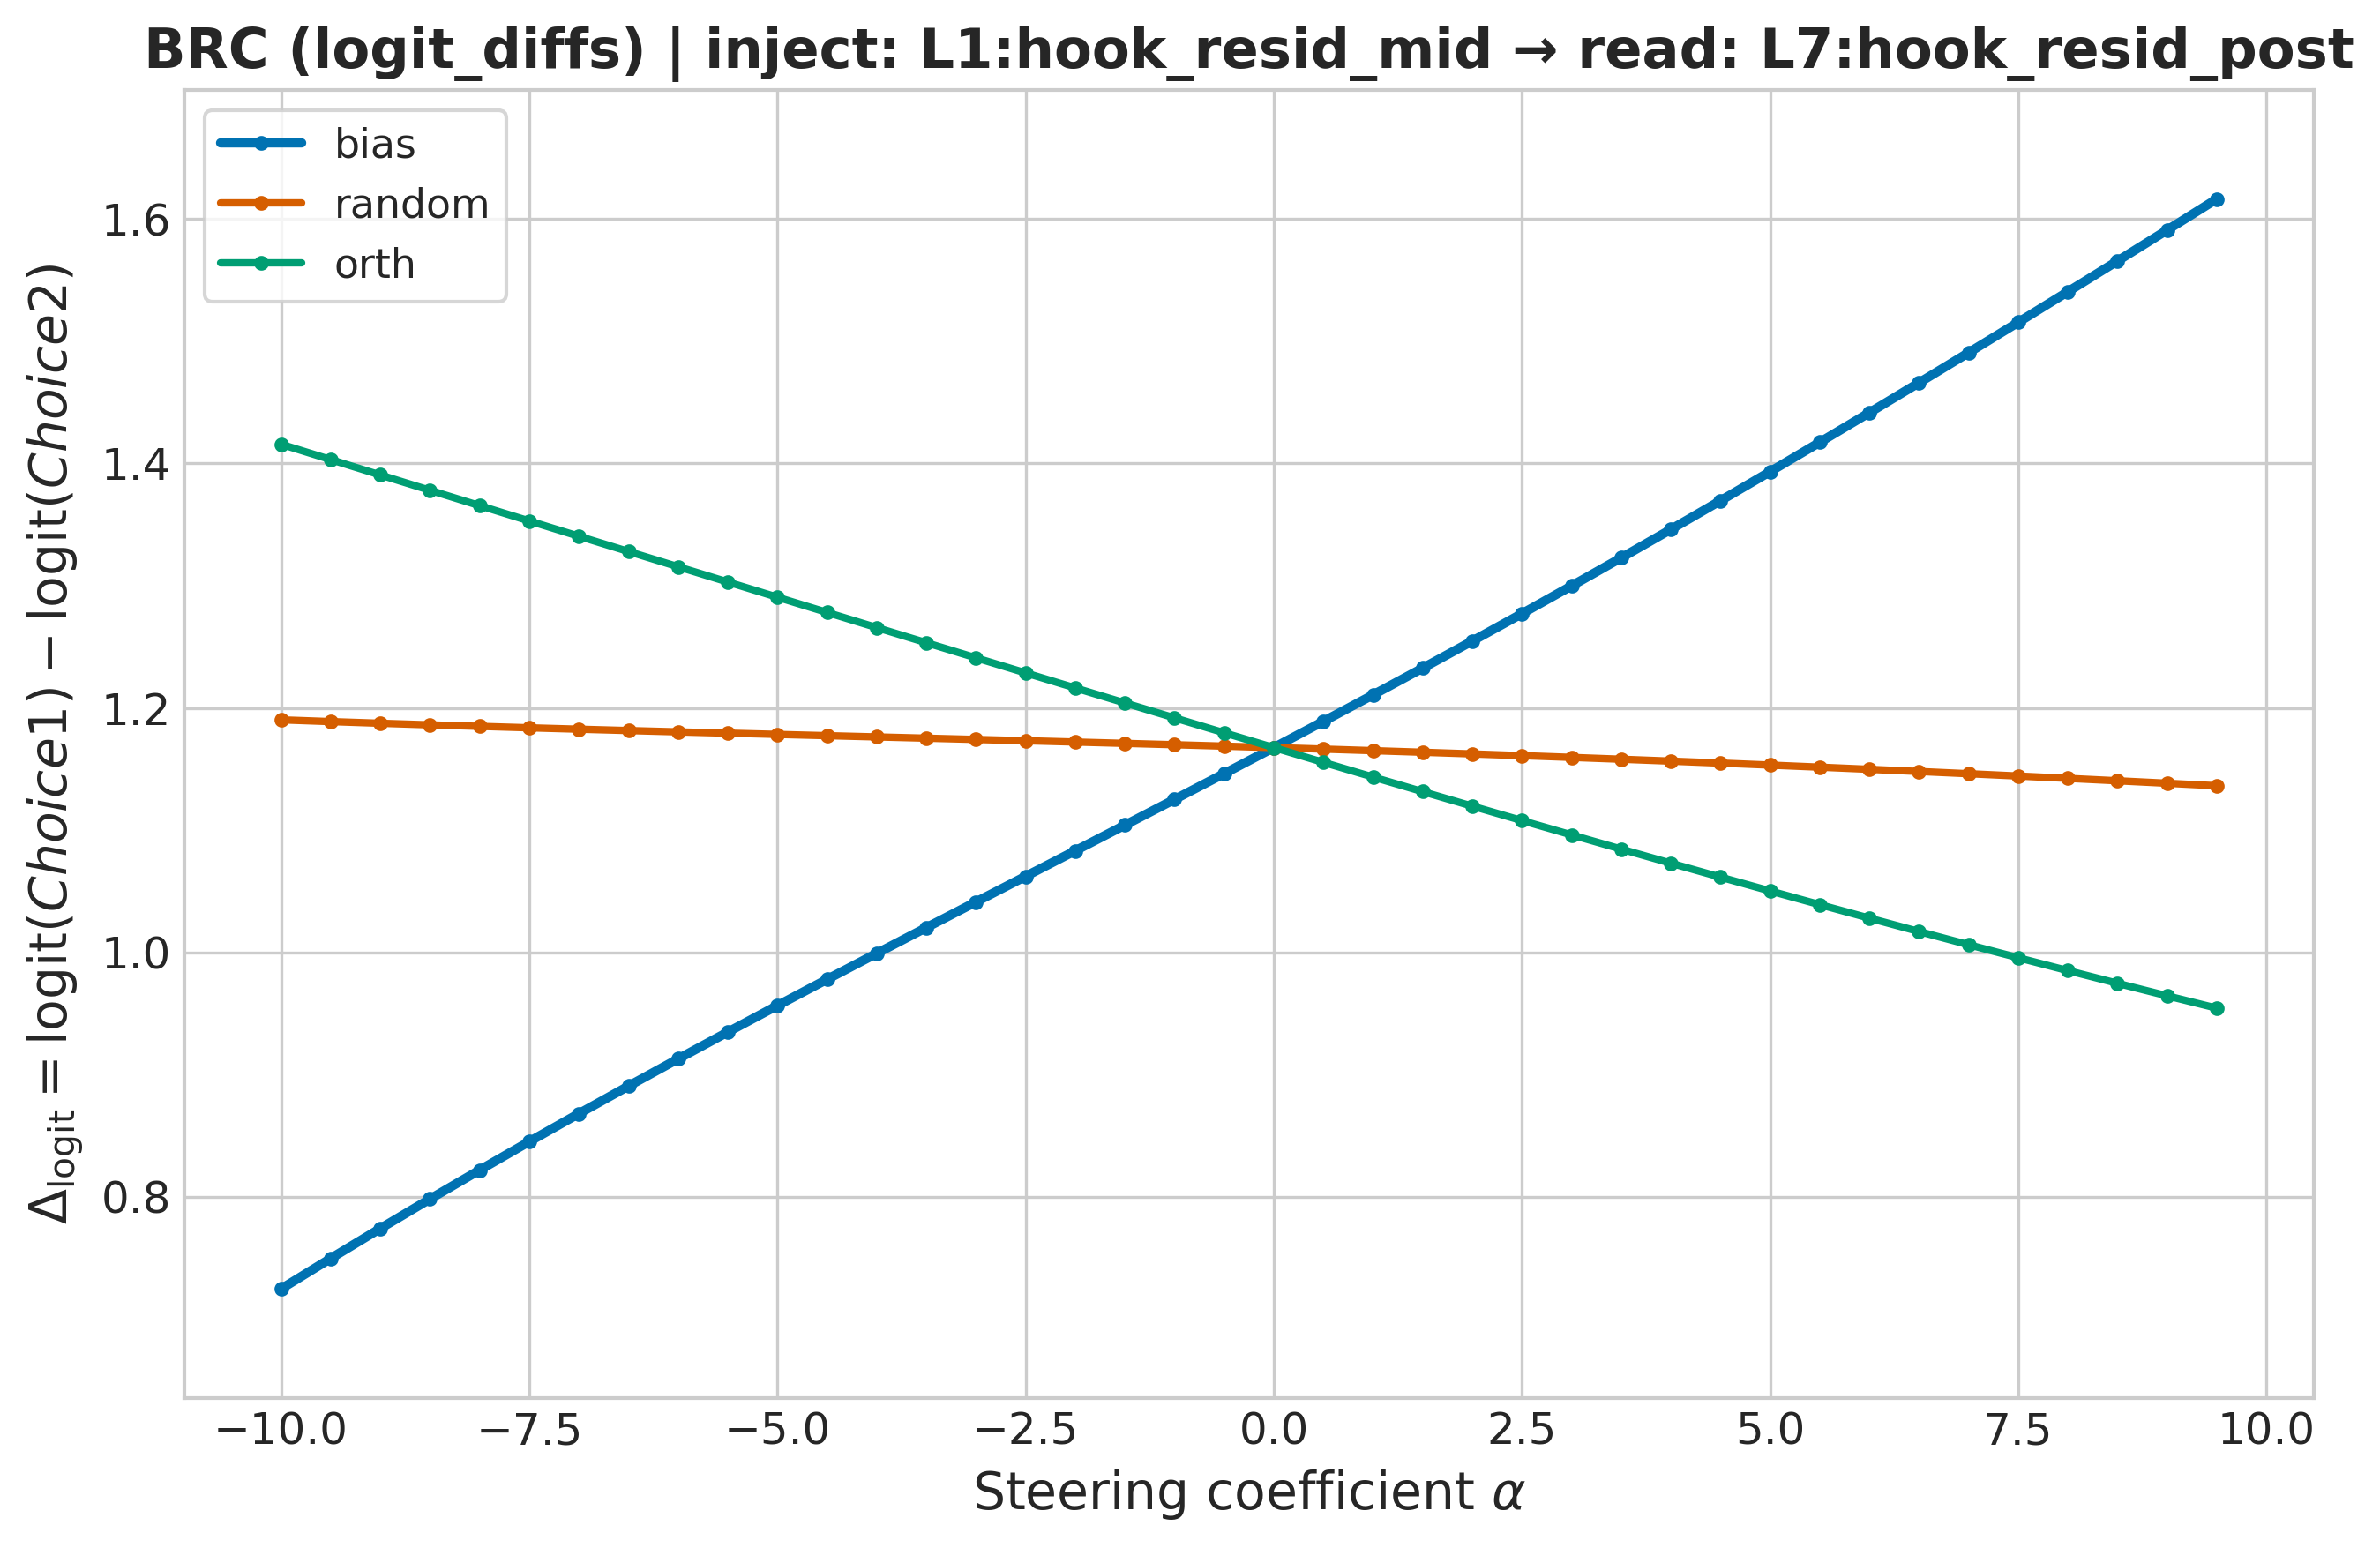 BRC (logit_diffs) | inject: L1:hook_resid_mid → read: L7:hook_resid_post
bias
random
orth
Δlogit = logit(Choice1) − logit(Choice2)
1.6
1.4
1.2
1.0
0.8
−10.0 −7.5 −5.0 −2.5 0.0 2.5 5.0 7.5 10.0
Steering coefficient α